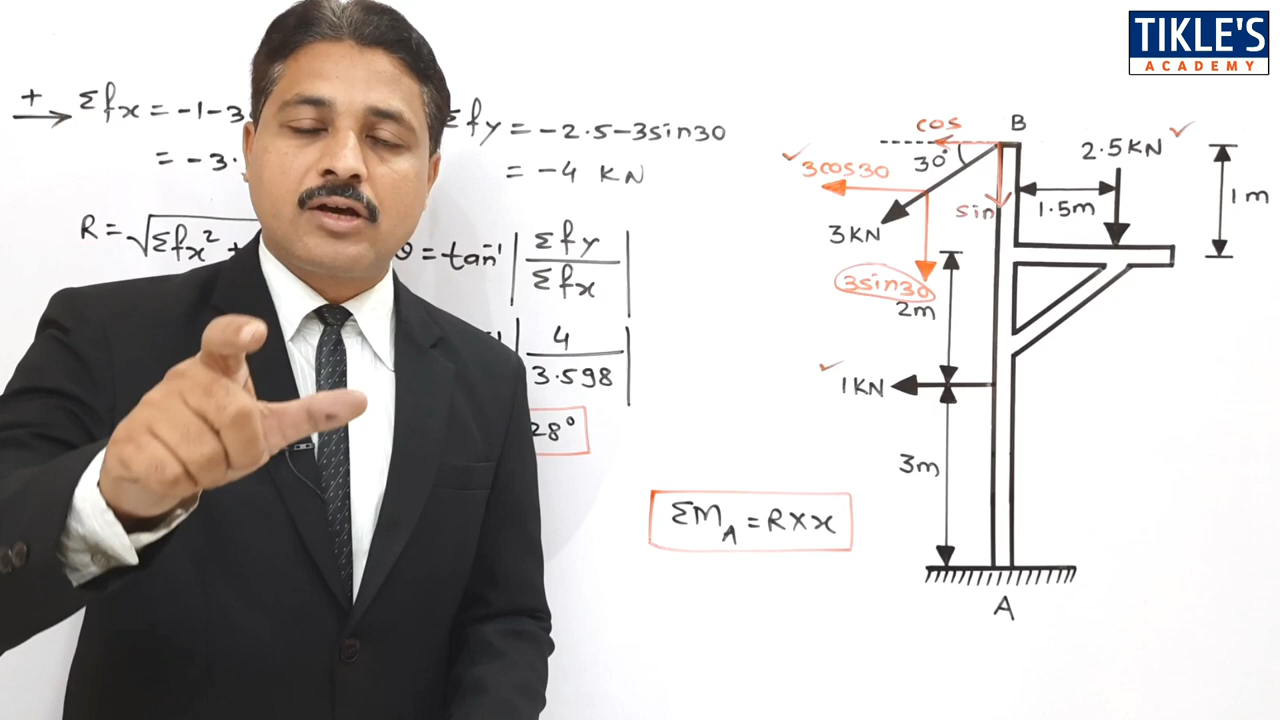 TIKLE'S
ACADEMY
+ Σfx = -1-3
= -3.
Σfy = -2.5-3sin30
= -4 KN
R = √Σfx² +
θ = tan⁻¹ | Σfy / Σfx |
| 4 / 3.598 |
28°
ΣM_A = R×x
cos
B
30°
2.5KN
✓
✓
3cos30
1m
sin
1.5m
3KN
3sin30
2m
✓
1KN
3m
A